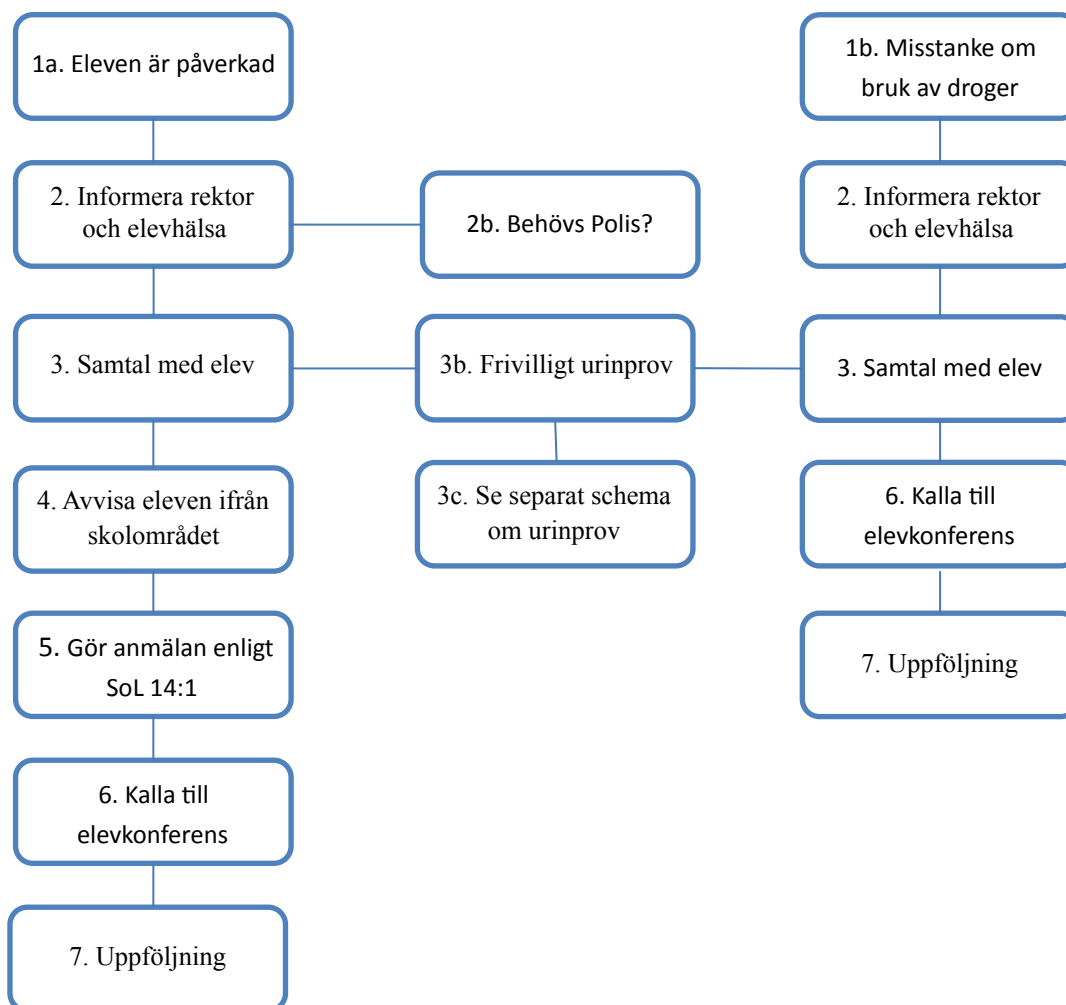 1a. Eleven är påverkad
1b. Misstanke om
bruk av droger
2. Informera rektor
och elevhälsa
2b. Behövs Polis?
2. Informera rektor
och elevhälsa
3. Samtal med elev
3b. Frivilligt urinprov
3. Samtal med elev
4. Avvisa eleven ifrån
skolområdet
3c. Se separat schema
om urinprov
6. Kalla till
elevkonferens
5. Gör anmälan enligt
SoL 14:1
7. Uppföljning
6. Kalla till
elevkonferens
7. Uppföljning